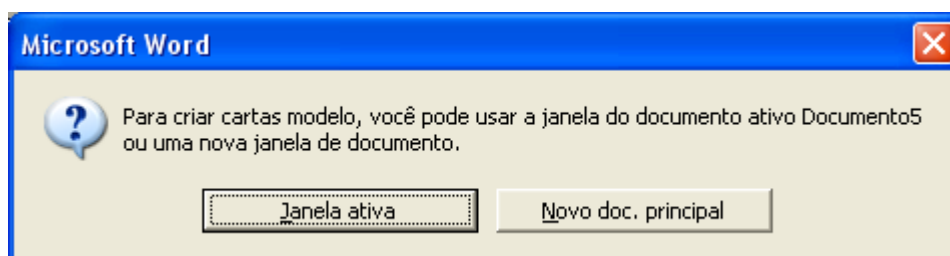 Microsoft Word
Para criar cartas modelo, você pode usar a janela do documento ativo Documento5
ou uma nova janela de documento.
Janela ativa
Novo doc. principal